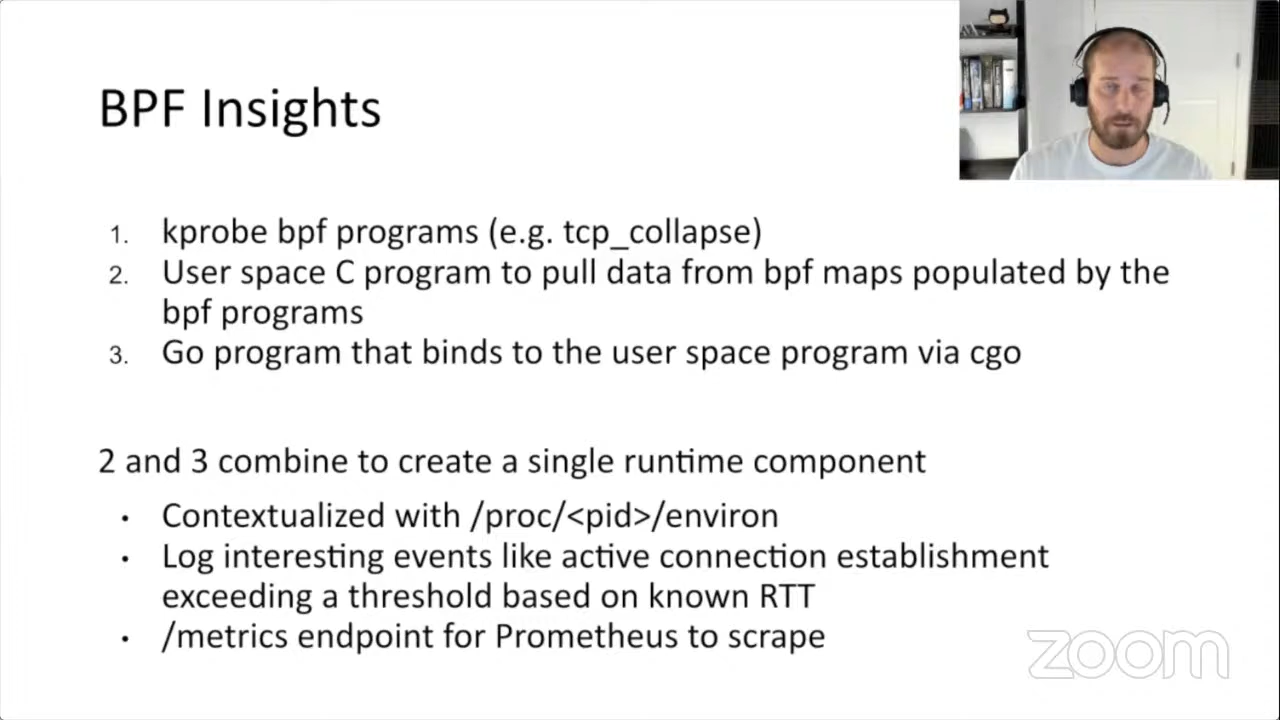 BPF Insights
1. kprobe bpf programs (e.g. tcp_collapse)
2. User space C program to pull data from bpf maps populated by the
bpf programs
3. Go program that binds to the user space program via cgo
2 and 3 combine to create a single runtime component
• Contextualized with /proc/<pid>/environ
• Log interesting events like active connection establishment
exceeding a threshold based on known RTT
• /metrics endpoint for Prometheus to scrape
zoom